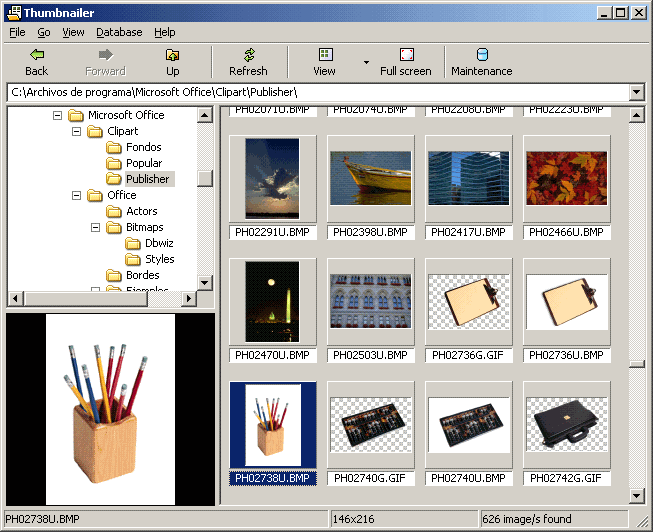 Thumbnailer
File Go View Database Help
Back Forward Up Refresh View Full screen Maintenance
C:\Archivos de programa\Microsoft Office\Clipart\Publisher\
Microsoft Office
Clipart
Fondos
Popular
Publisher
Office
Actors
Bitmaps
Dbwiz
Styles
Bordes
Ejemplos
PH02071U.BMP PH02074U.BMP PH02208U.BMP PH02223U.BMP
PH02291U.BMP PH02398U.BMP PH02417U.BMP PH02466U.BMP
PH02470U.BMP PH02503U.BMP PH02736G.GIF PH02736U.BMP
PH02738U.BMP PH02740G.GIF PH02740U.BMP PH02742G.GIF
PH02738U.BMP 146x216 626 image/s found